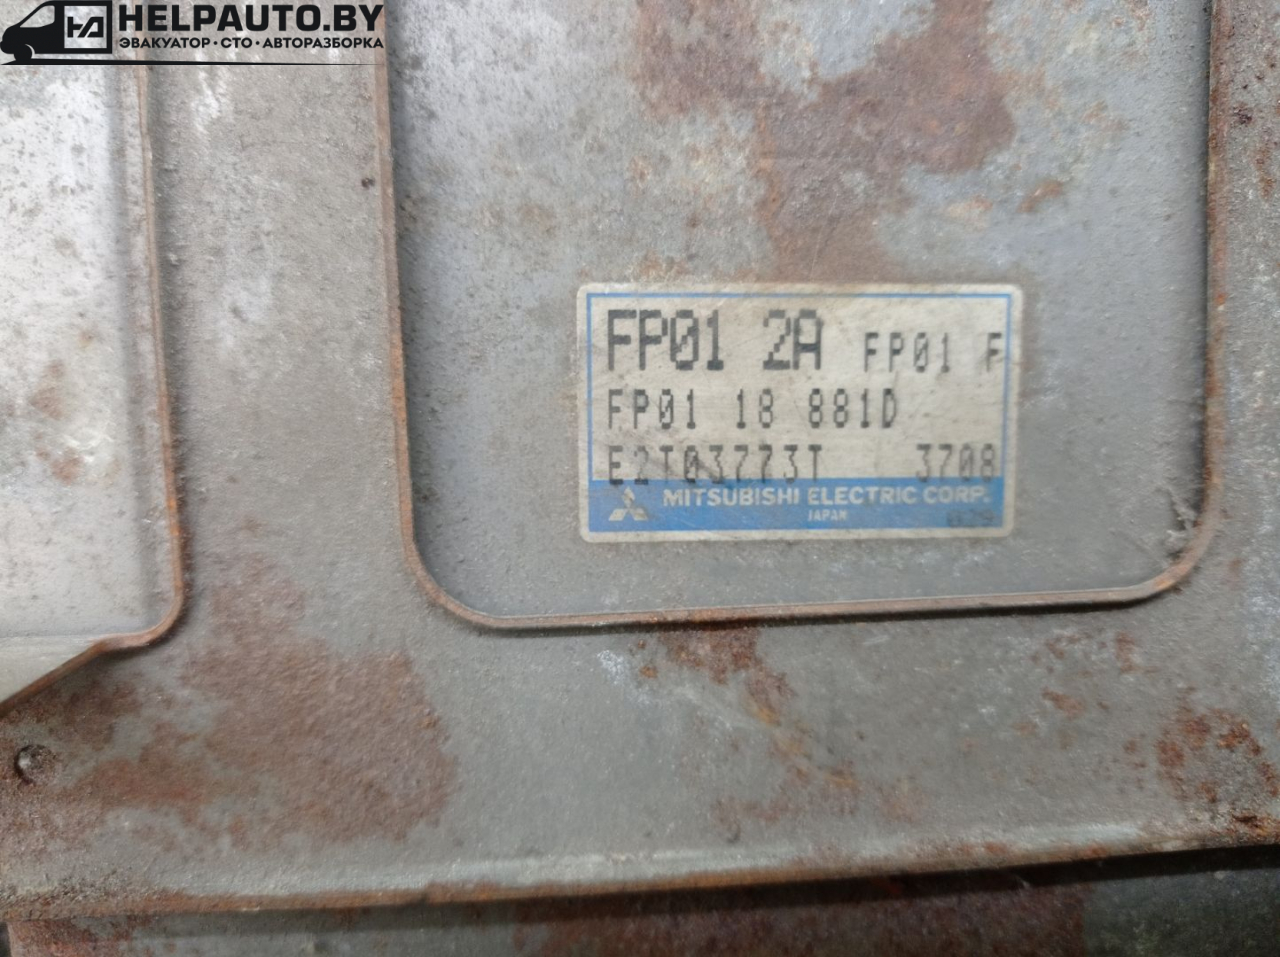 HELPAUTO.BY
ЭВАКУАТОР·СТО·АВТОРАЗБОРКА
FP01 2A FP01 F
FP01 18 881D
E2T03773T 3708
MITSUBISHI ELECTRIC CORP.
JAPAN